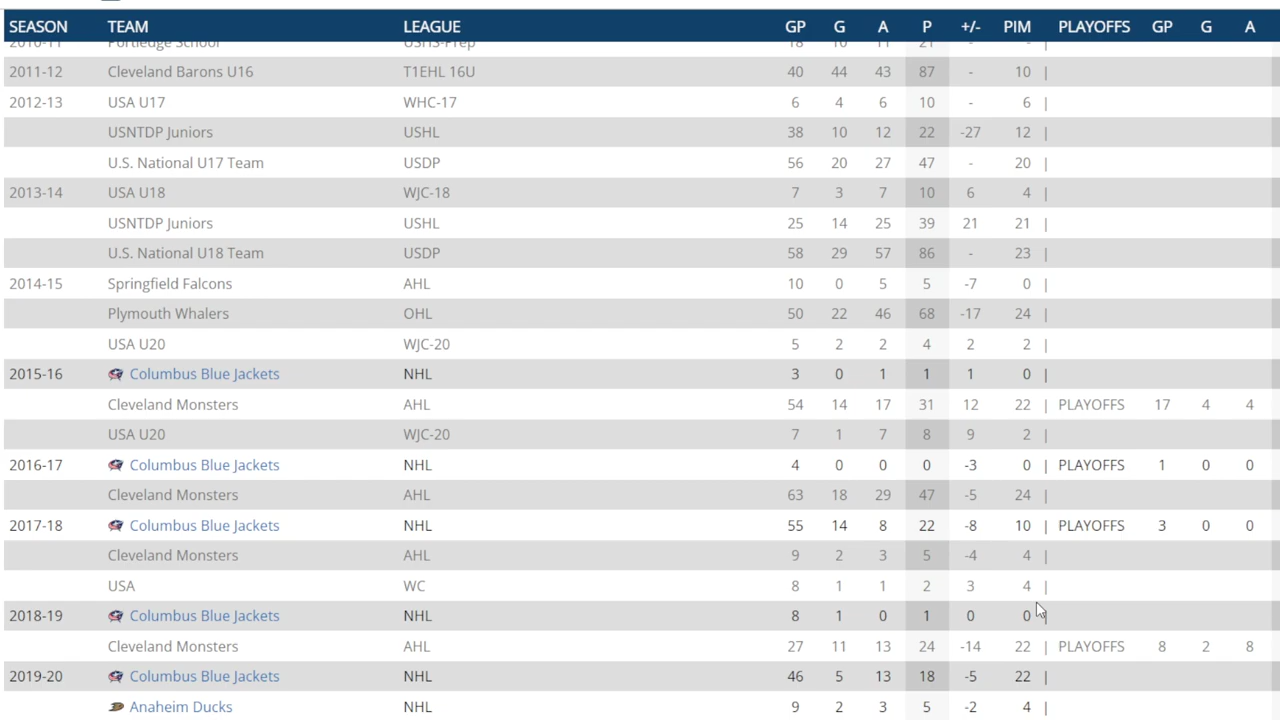 SEASON TEAM LEAGUE GP G A P +/- PIM PLAYOFFS GP G A
2010-11 Portledge School USHS-Prep 18 10 11 21 - - |
2011-12 Cleveland Barons U16 T1EHL 16U 40 44 43 87 - 10 |
2012-13 USA U17 WHC-17 6 4 6 10 - 6 |
USNTDP Juniors USHL 38 10 12 22 -27 12 |
U.S. National U17 Team USDP 56 20 27 47 - 20 |
2013-14 USA U18 WJC-18 7 3 7 10 6 4 |
USNTDP Juniors USHL 25 14 25 39 21 21 |
U.S. National U18 Team USDP 58 29 57 86 - 23 |
2014-15 Springfield Falcons AHL 10 0 5 5 -7 0 |
Plymouth Whalers OHL 50 22 46 68 -17 24 |
USA U20 WJC-20 5 2 2 4 2 2 |
2015-16 Columbus Blue Jackets NHL 3 0 1 1 1 0 |
Cleveland Monsters AHL 54 14 17 31 12 22 | PLAYOFFS 17 4 4
USA U20 WJC-20 7 1 7 8 9 2 |
2016-17 Columbus Blue Jackets NHL 4 0 0 0 -3 0 | PLAYOFFS 1 0 0
Cleveland Monsters AHL 63 18 29 47 -5 24 |
2017-18 Columbus Blue Jackets NHL 55 14 8 22 -8 10 | PLAYOFFS 3 0 0
Cleveland Monsters AHL 9 2 3 5 -4 4 |
USA WC 8 1 1 2 3 4 |
2018-19 Columbus Blue Jackets NHL 8 1 0 1 0 0 |
Cleveland Monsters AHL 27 11 13 24 -14 22 | PLAYOFFS 8 2 8
2019-20 Columbus Blue Jackets NHL 46 5 13 18 -5 22 |
Anaheim Ducks NHL 9 2 3 5 -2 4 |